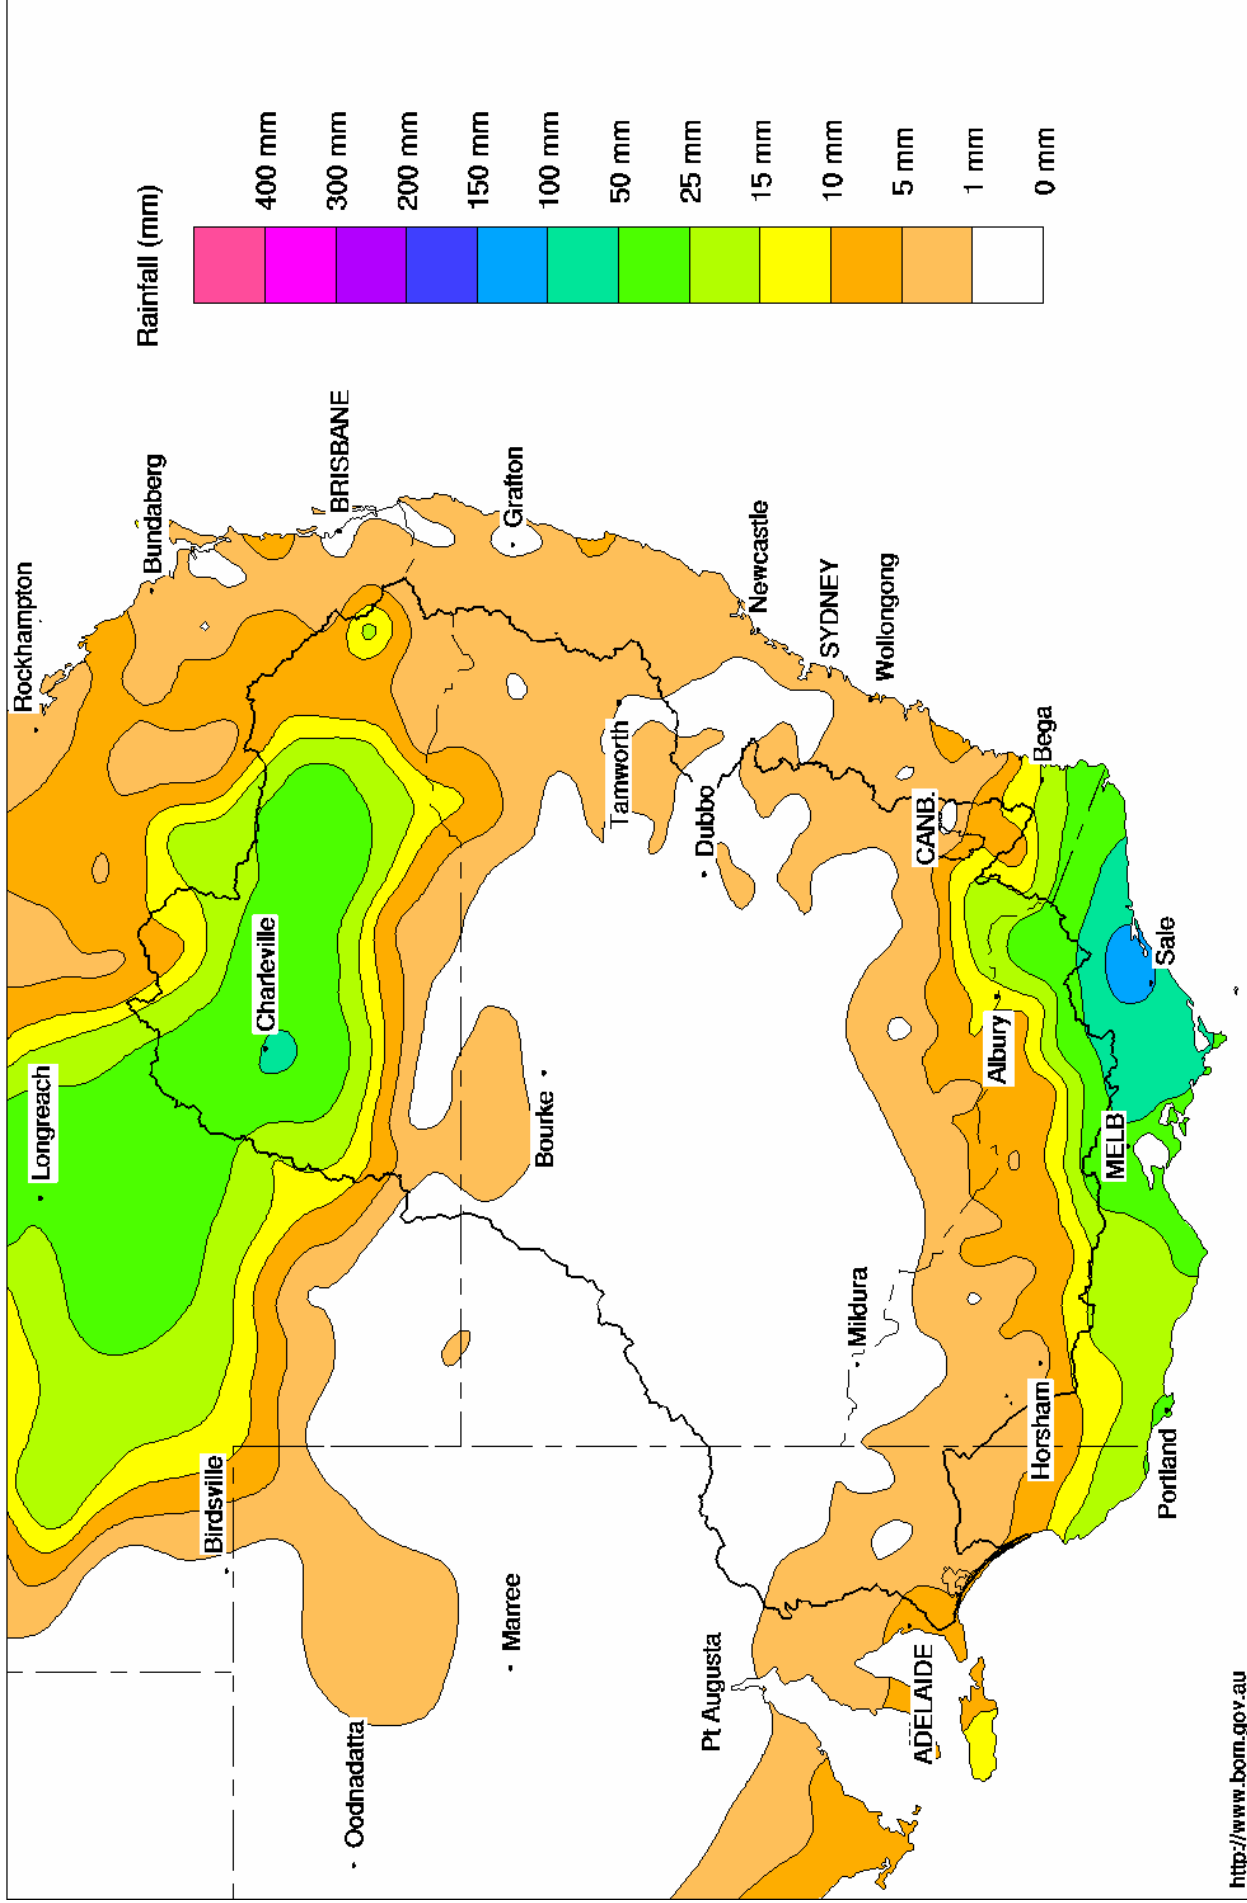 Rainfall (mm)
400 mm
300 mm
200 mm
150 mm
100 mm
50 mm
25 mm
15 mm
10 mm
5 mm
1 mm
0 mm
Rockhampton
Longreach
Bundaberg
Charleville
Birdsville
BRISBANE
Oodnadatta
Grafton
Bourke
Marree
Tamworth
Newcastle
Dubbo
Pt Augusta
SYDNEY
Mildura
Wollongong
CANB.
ADELAIDE
Albury
Bega
Horsham
MELB
Sale
Portland
http://www.bom.gov.au